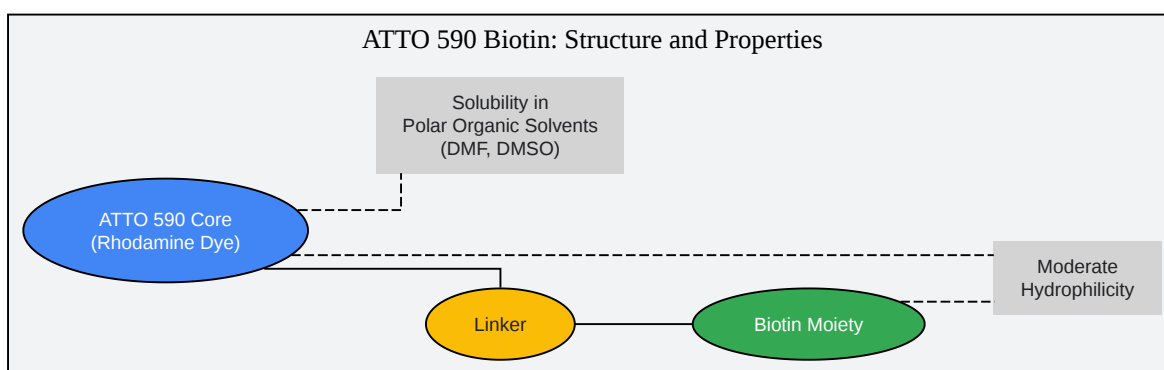 ATTO 590 Biotin: Structure and Properties
Solubility in
Polar Organic Solvents
(DMF, DMSO)
ATTO 590 Core
(Rhodamine Dye)
Moderate
Hydrophilicity
Linker
Biotin Moiety